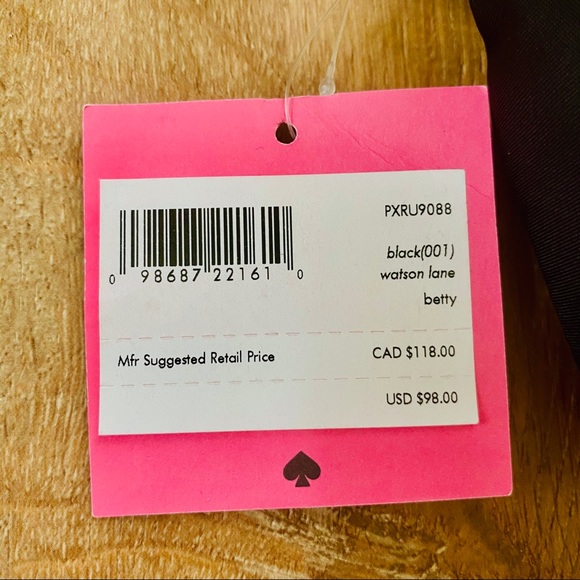 PXRU9088
0 98687 22161 0
black(001)
watson lane
betty
Mfr Suggested Retail Price CAD $118.00
USD $98.00